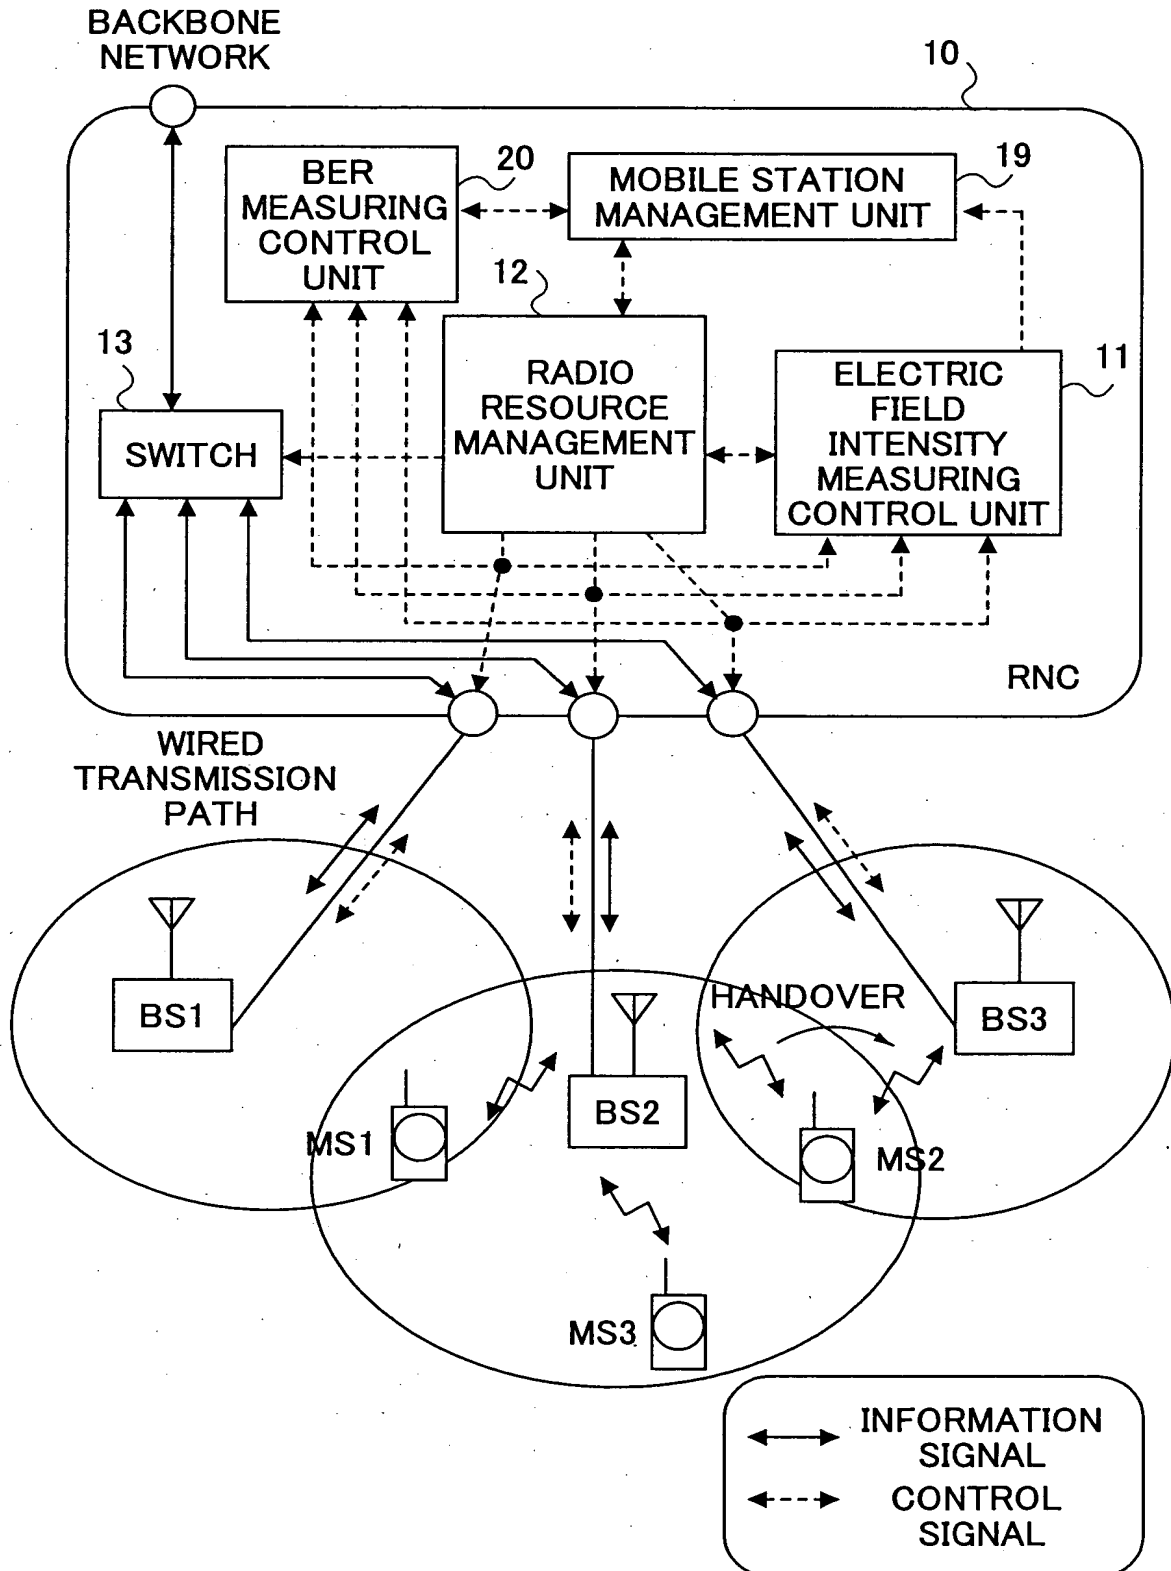 BACKBONE
NETWORK
10
BER
MEASURING
CONTROL
UNIT
20
MOBILE STATION
MANAGEMENT UNIT
19
12
13
RADIO
RESOURCE
MANAGEMENT
UNIT
ELECTRIC
FIELD
INTENSITY
MEASURING
CONTROL UNIT
11
SWITCH
RNC
WIRED
TRANSMISSION
PATH
HANDOVER
BS1
BS2
BS3
MS1
MS2
MS3
INFORMATION
SIGNAL
CONTROL
SIGNAL